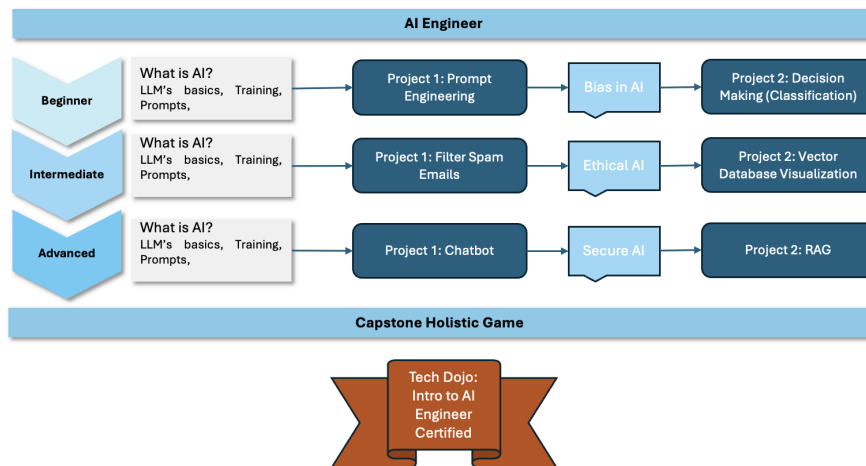 AI Engineer
Beginner
What is AI?
LLM's basics, Training,
Prompts,
Project 1: Prompt
Engineering
Bias in AI
Project 2: Decision
Making (Classification)
Intermediate
What is AI?
LLM's basics, Training,
Prompts,
Project 1: Filter Spam
Emails
Ethical AI
Project 2: Vector
Database Visualization
Advanced
What is AI?
LLM's basics, Training,
Prompts,
Project 1: Chatbot
Secure AI
Project 2: RAG
Capstone Holistic Game
Tech Dojo:
Intro to AI
Engineer
Certified